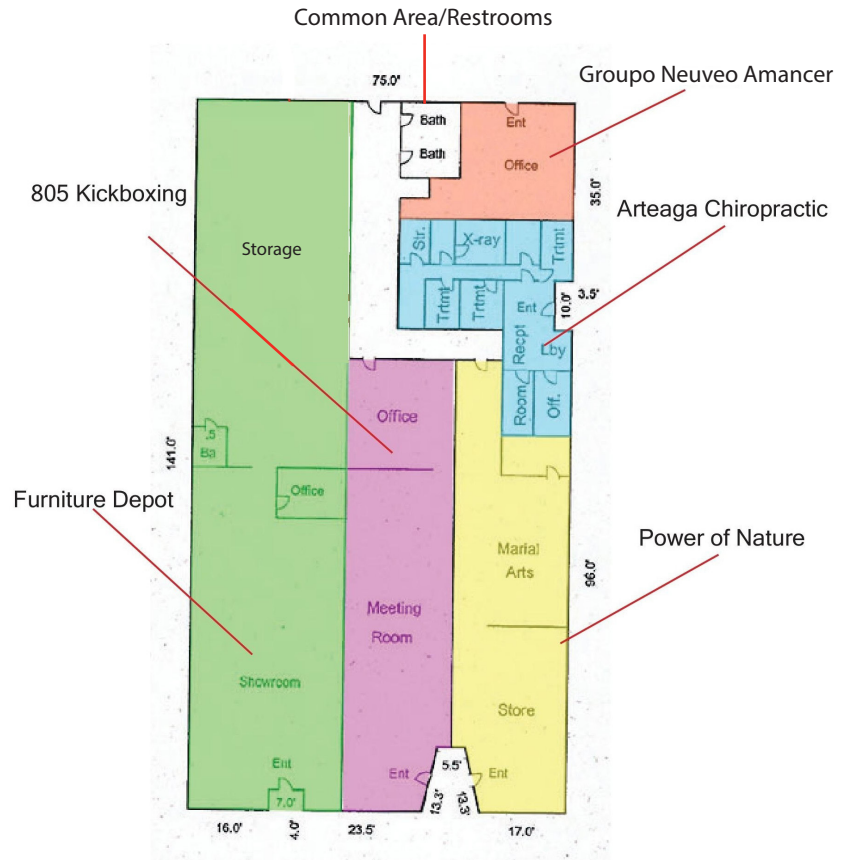 Common Area/Restrooms
75.0'
Groupo Neuveo Amancer
Bath
Ent
Bath
Office
35.0'
805 Kickboxing
Arteaga Chiropractic
Storage
Str.
X-ray
Trtmt
Trtmt
Trtmt
Ent
10.0'
3.5'
Recpt
Lby
Office
Room
Off.
Ba
141.0'
Furniture Depot
Office
Power of Nature
Marial
Arts
96.0'
Meeting
Room
Showroom
Store
Ent
5.5'
Ent
Ent
7.0'
13.3'
13.3'
16.0'
4.0'
23.5'
17.0'